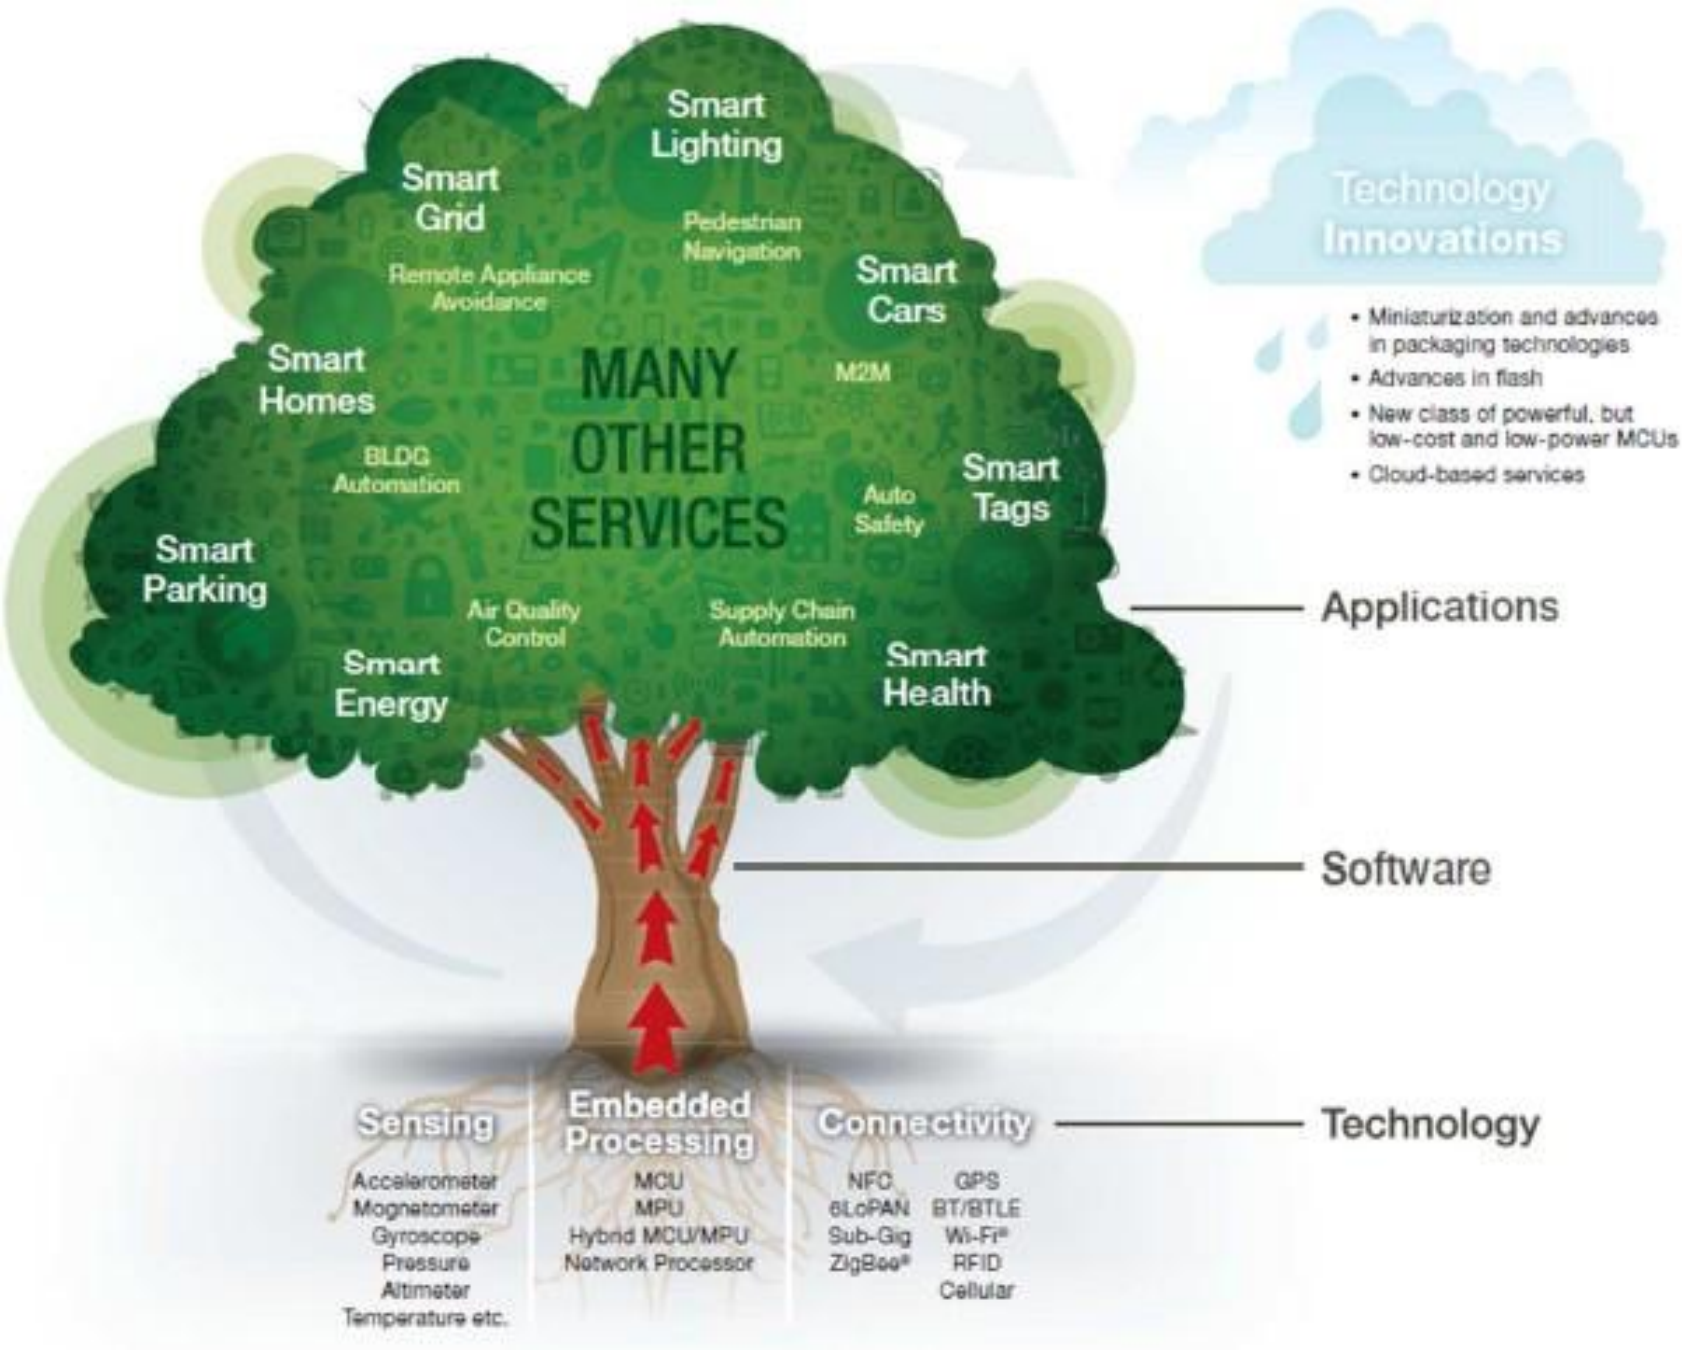 Smart
Lighting
Smart
Grid
Pedestrian
Navigation
Remote Appliance
Avoidance
Smart
Cars
Smart
Homes
MANY
OTHER
SERVICES
M2M
BLDG
Automation
Smart
Tags
Auto
Safety
Smart
Parking
Air Quality
Control
Supply Chain
Automation
Smart
Energy
Smart
Health
Technology
Innovations
• Miniaturization and advances
in packaging technologies
• Advances in flash
• New class of powerful, but
low-cost and low-power MCUs
• Cloud-based services
Applications
Software
Technology
Sensing
Accelerometer
Mognetometer
Gyroscope
Pressure
Altimeter
Temperature etc.
Embedded
Processing
MCU
MPU
Hybrid MCU/MPU
Network Processor
Connectivity
NFC GPS
6LoPAN BT/BTLE
Sub-Gig Wi-Fi®
ZigBee® RFID
Cellular